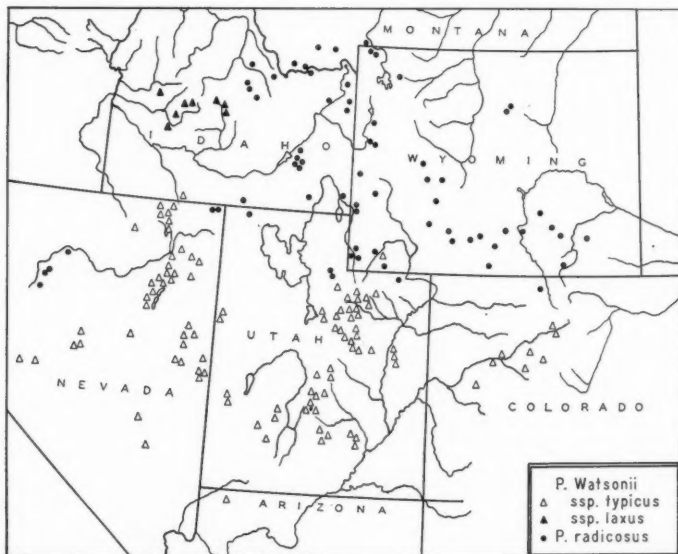 MONTANA
IDAHO
WYOMING
UTAH
NEVADA
COLORADO
ARIZONA
P. Watsonii
ssp. typicus
ssp. laxus
P. radicosus